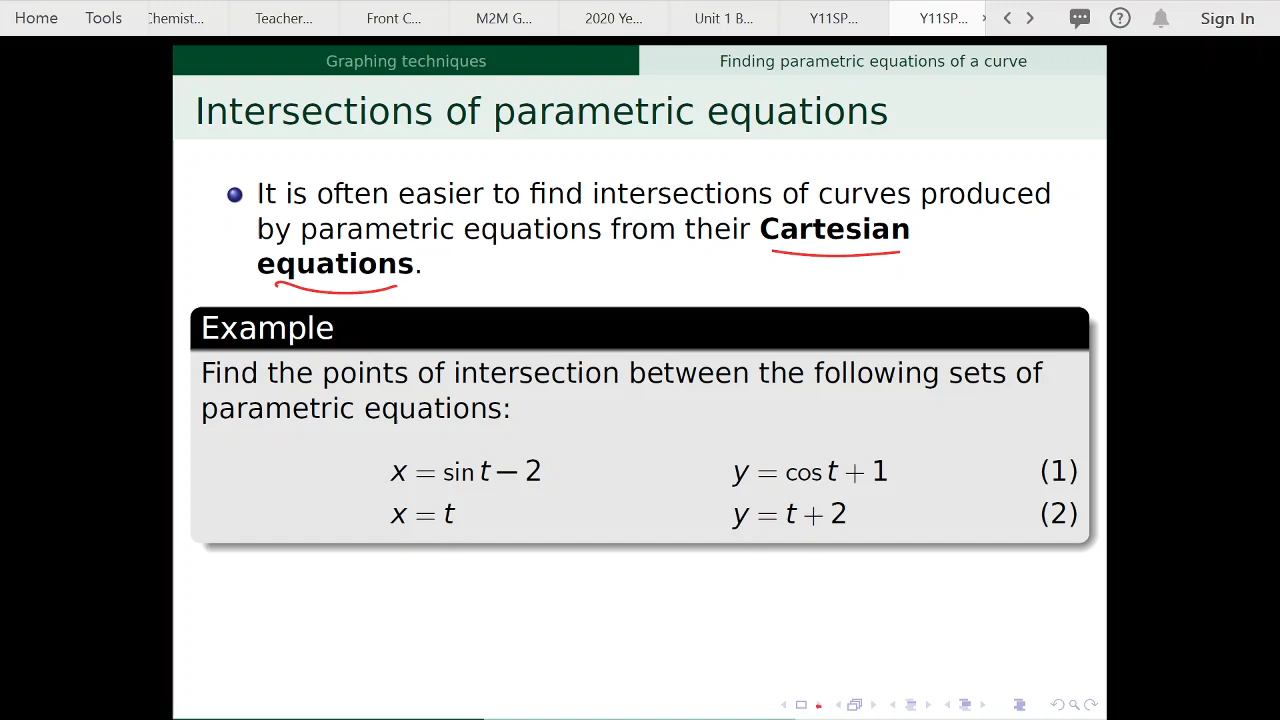 Home Tools Chemist... Teacher... Front C... M2M G... 2020 Ye... Unit 1 B... Y11SP... Y11SP... Sign In
Graphing techniques Finding parametric equations of a curve
Intersections of parametric equations
It is often easier to find intersections of curves produced
by parametric equations from their Cartesian
equations.
Example
Find the points of intersection between the following sets of
parametric equations:
x = sin t − 2 y = cos t + 1 (1)
x = t y = t + 2 (2)